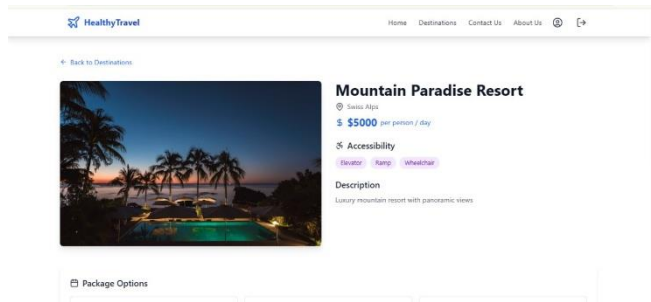 HealthyTravel
Home Destinations Contact Us About Us
Back to Destinations
Mountain Paradise Resort
Swiss Alps
$5000 per person / day
Accessibility
Elevator Ramp Wheelchair
Description
Luxury mountain resort with panoramic views
Package Options